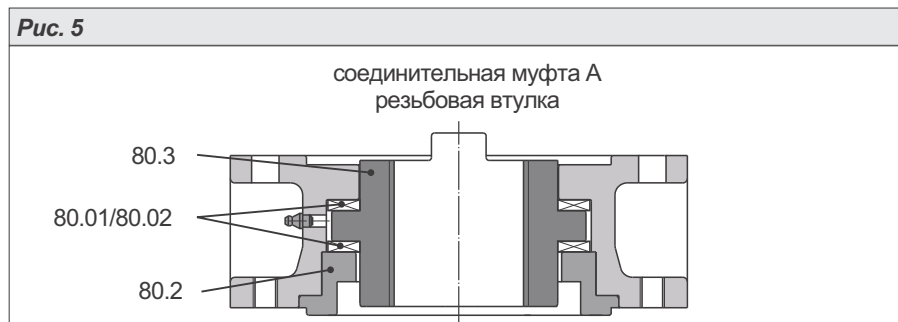 Рис. 5
соединительная муфта А
резьбовая втулка
80.3
80.01/80.02
80.2